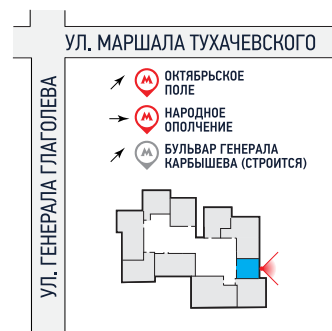 УЛ. МАРШАЛА ТУХАЧЕВСКОГО
УЛ. ГЕНЕРАЛА ГЛАГОЛЕВА
М ОКТЯБРЬСКОЕ
ПОЛЕ
М НАРОДНОЕ
ОПОЛЧЕНИЕ
М БУЛЬВАР ГЕНЕРАЛА
КАРБЫШЕВА (СТРОИТСЯ)